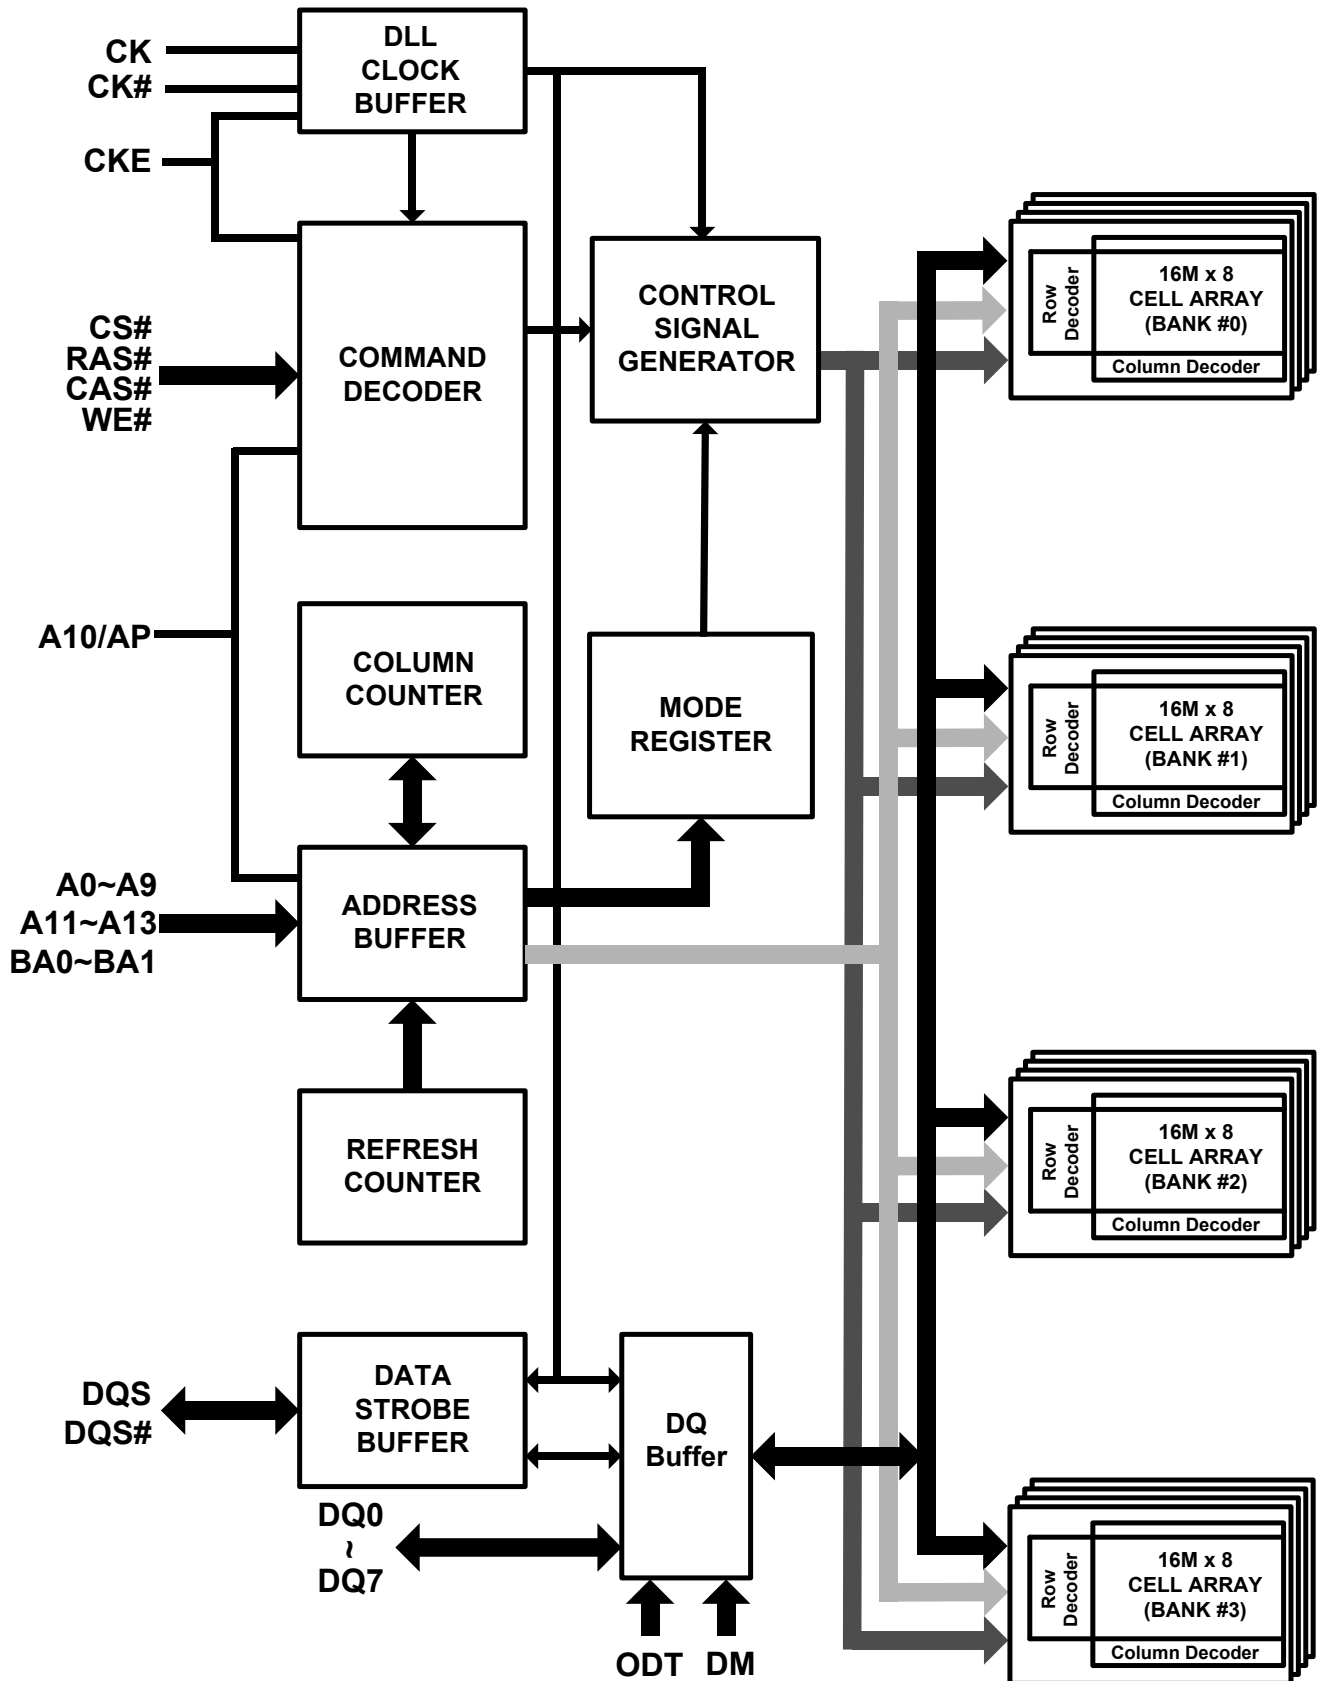 CK
CK#
CKE
DLL
CLOCK
BUFFER
CS#
RAS#
CAS#
WE#
COMMAND
DECODER
CONTROL
SIGNAL
GENERATOR
A10/AP
COLUMN
COUNTER
MODE
REGISTER
A0~A9
A11~A13
BA0~BA1
ADDRESS
BUFFER
REFRESH
COUNTER
DQS
DQS#
DATA
STROBE
BUFFER
DQ
Buffer
DQ0
~
DQ7
ODT
DM
Row
Decoder
16M x 8
CELL ARRAY
(BANK #0)
Column Decoder
Row
Decoder
16M x 8
CELL ARRAY
(BANK #1)
Column Decoder
Row
Decoder
16M x 8
CELL ARRAY
(BANK #2)
Column Decoder
Row
Decoder
16M x 8
CELL ARRAY
(BANK #3)
Column Decoder